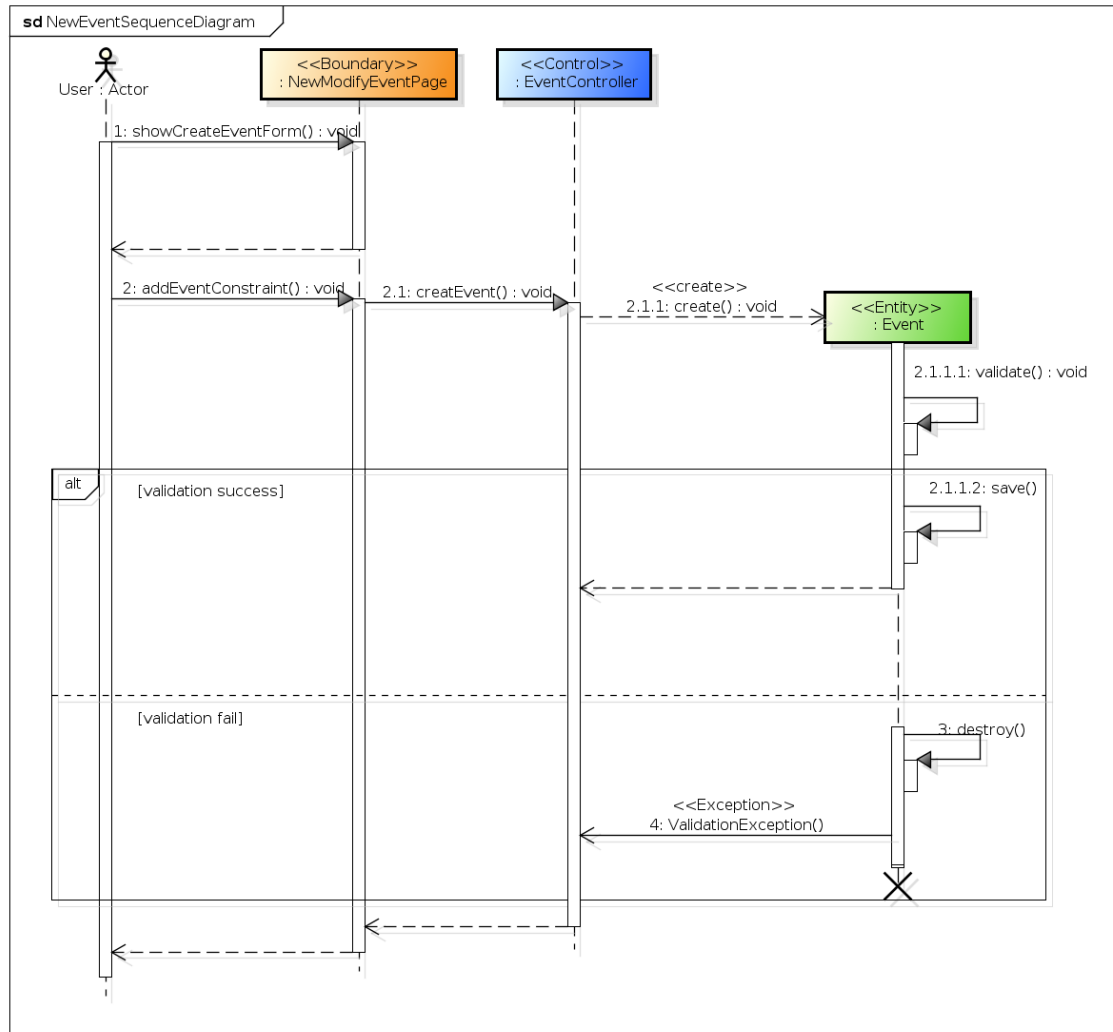 sd NewEventSequenceDiagram
User : Actor
<<Boundary>>
: NewModifyEventPage
<<Control>>
: EventController
1: showCreateEventForm() : void
2: addEventConstraint() : void
2.1: creatEvent() : void
<<create>>
2.1.1: create() : void
<<Entity>>
: Event
2.1.1.1: validate() : void
alt
[validation success]
2.1.1.2: save()
[validation fail]
3: destroy()
<<Exception>>
4: ValidationException()